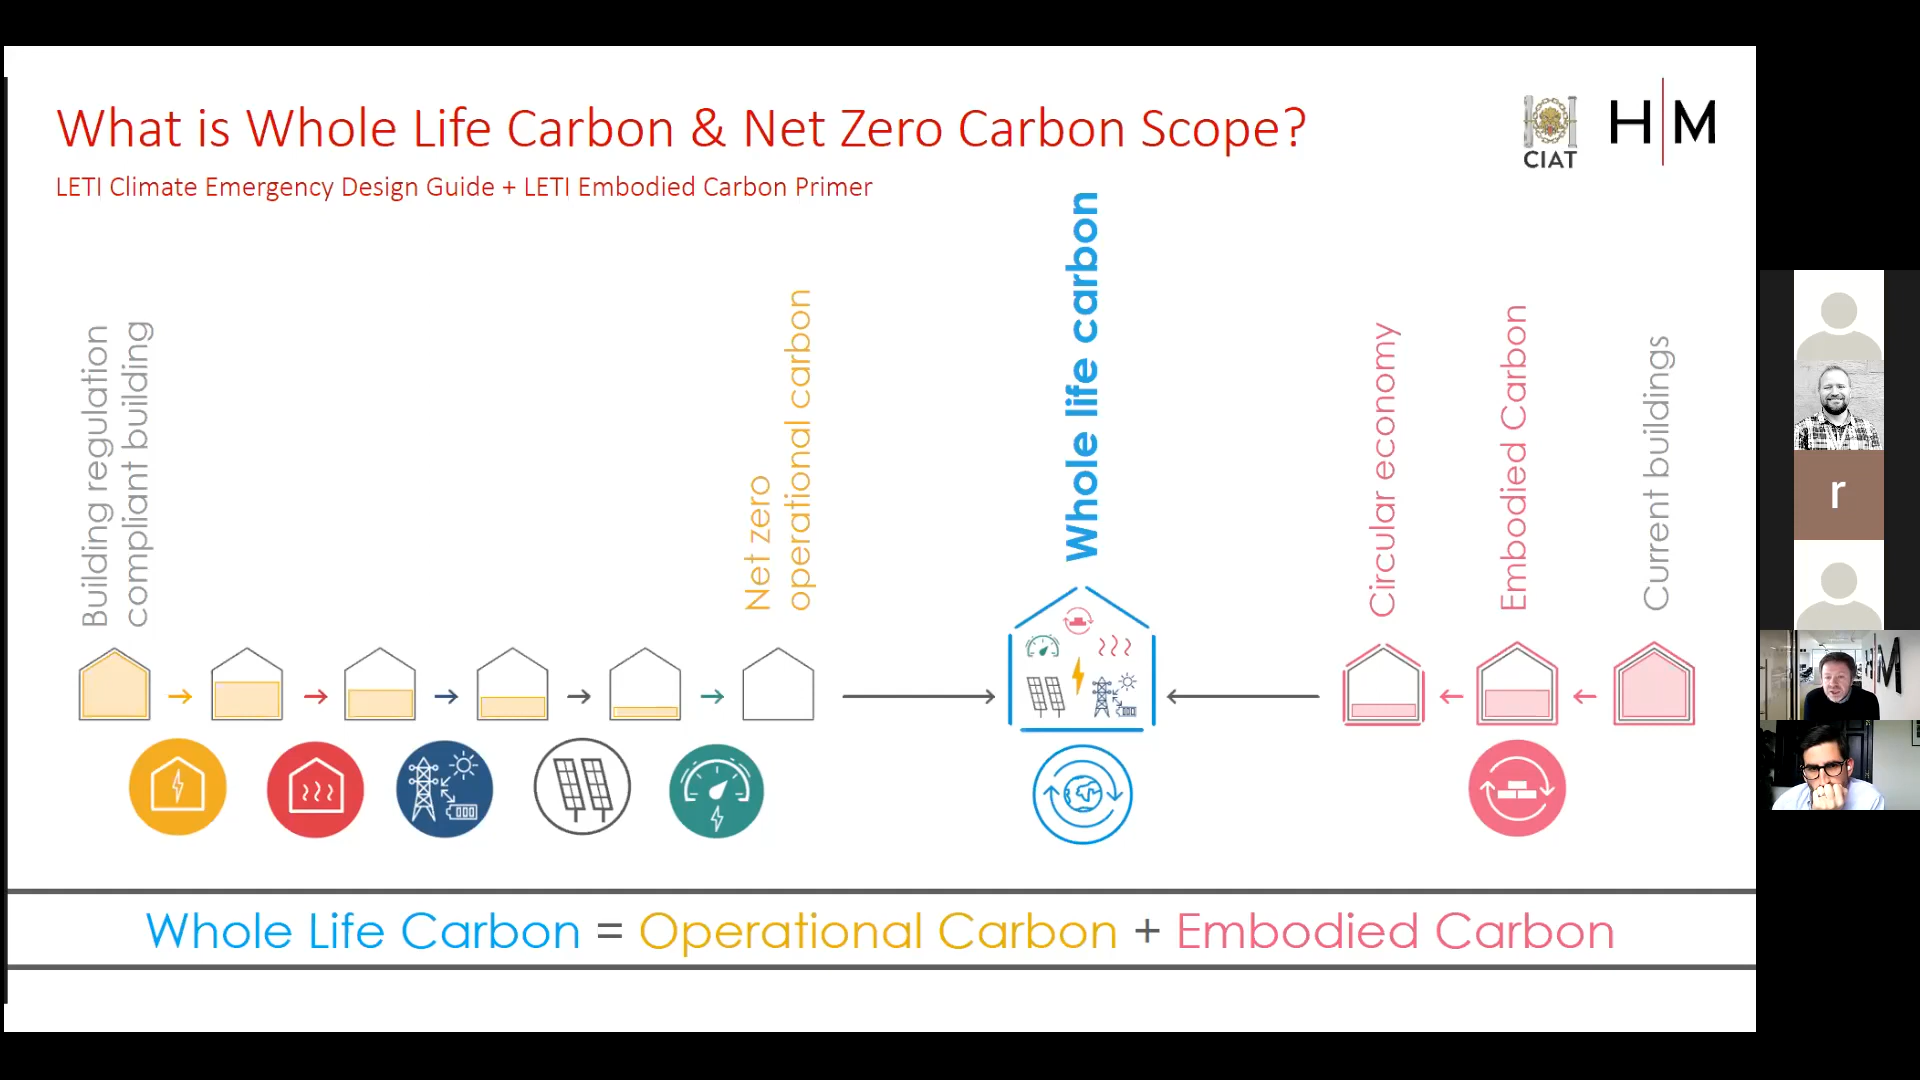 What is Whole Life Carbon & Net Zero Carbon Scope?
LETI Climate Emergency Design Guide + LETI Embodied Carbon Primer
CIAT
H|M
Building regulation
compliant building
Net zero
operational carbon
Whole life carbon
Circular economy
Embodied Carbon
Current buildings
Whole Life Carbon = Operational Carbon + Embodied Carbon
r
M